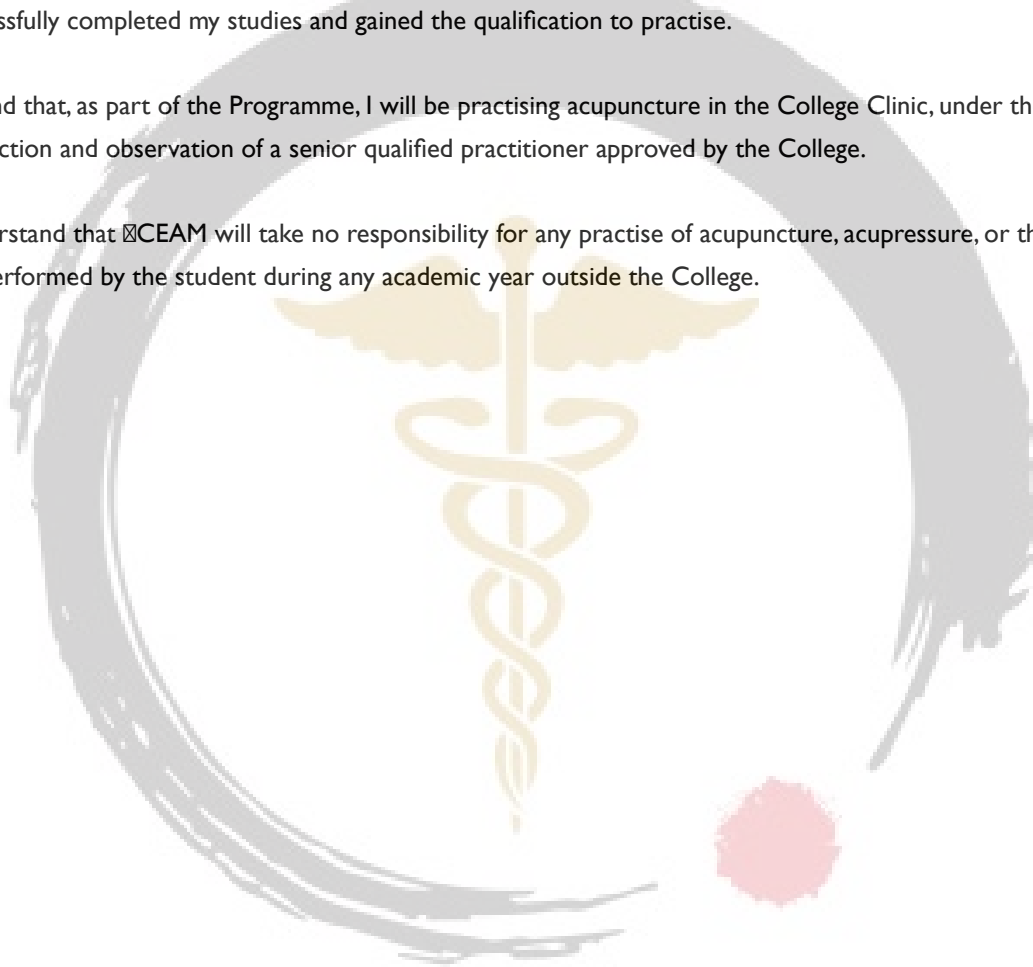 ssfully completed my studies and gained the qualification to practise.
nd that, as part of the Programme, I will be practising acupuncture in the College Clinic, under th
ction and observation of a senior qualified practitioner approved by the College.
rstand that ☒CEAM will take no responsibility for any practise of acupuncture, acupressure, or th
erformed by the student during any academic year outside the College.